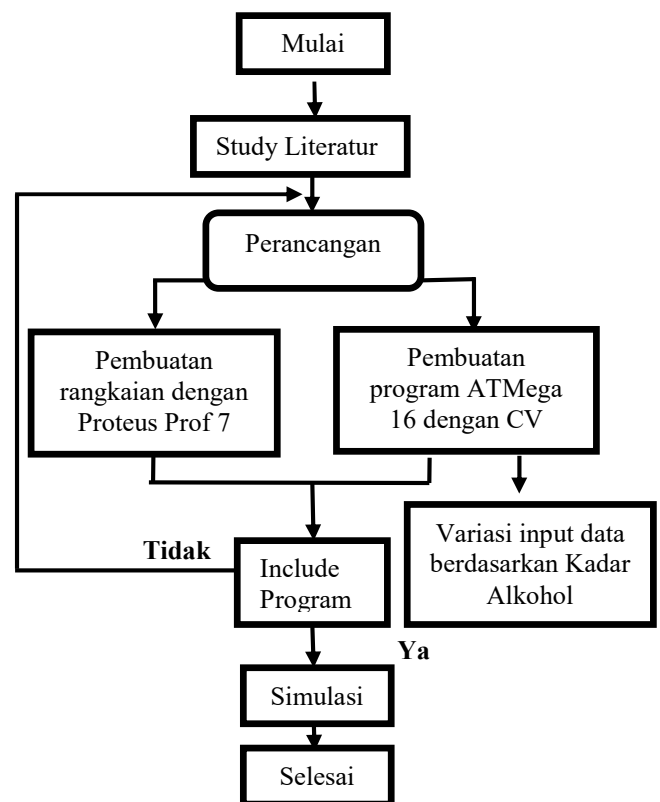 Mulai
Study Literatur
Perancangan
Pembuatan
rangkaian dengan
Proteus Prof 7
Pembuatan
program ATMega
16 dengan CV
Variasi input data
berdasarkan Kadar
Alkohol
Tidak
Include
Program
Ya
Simulasi
Selesai